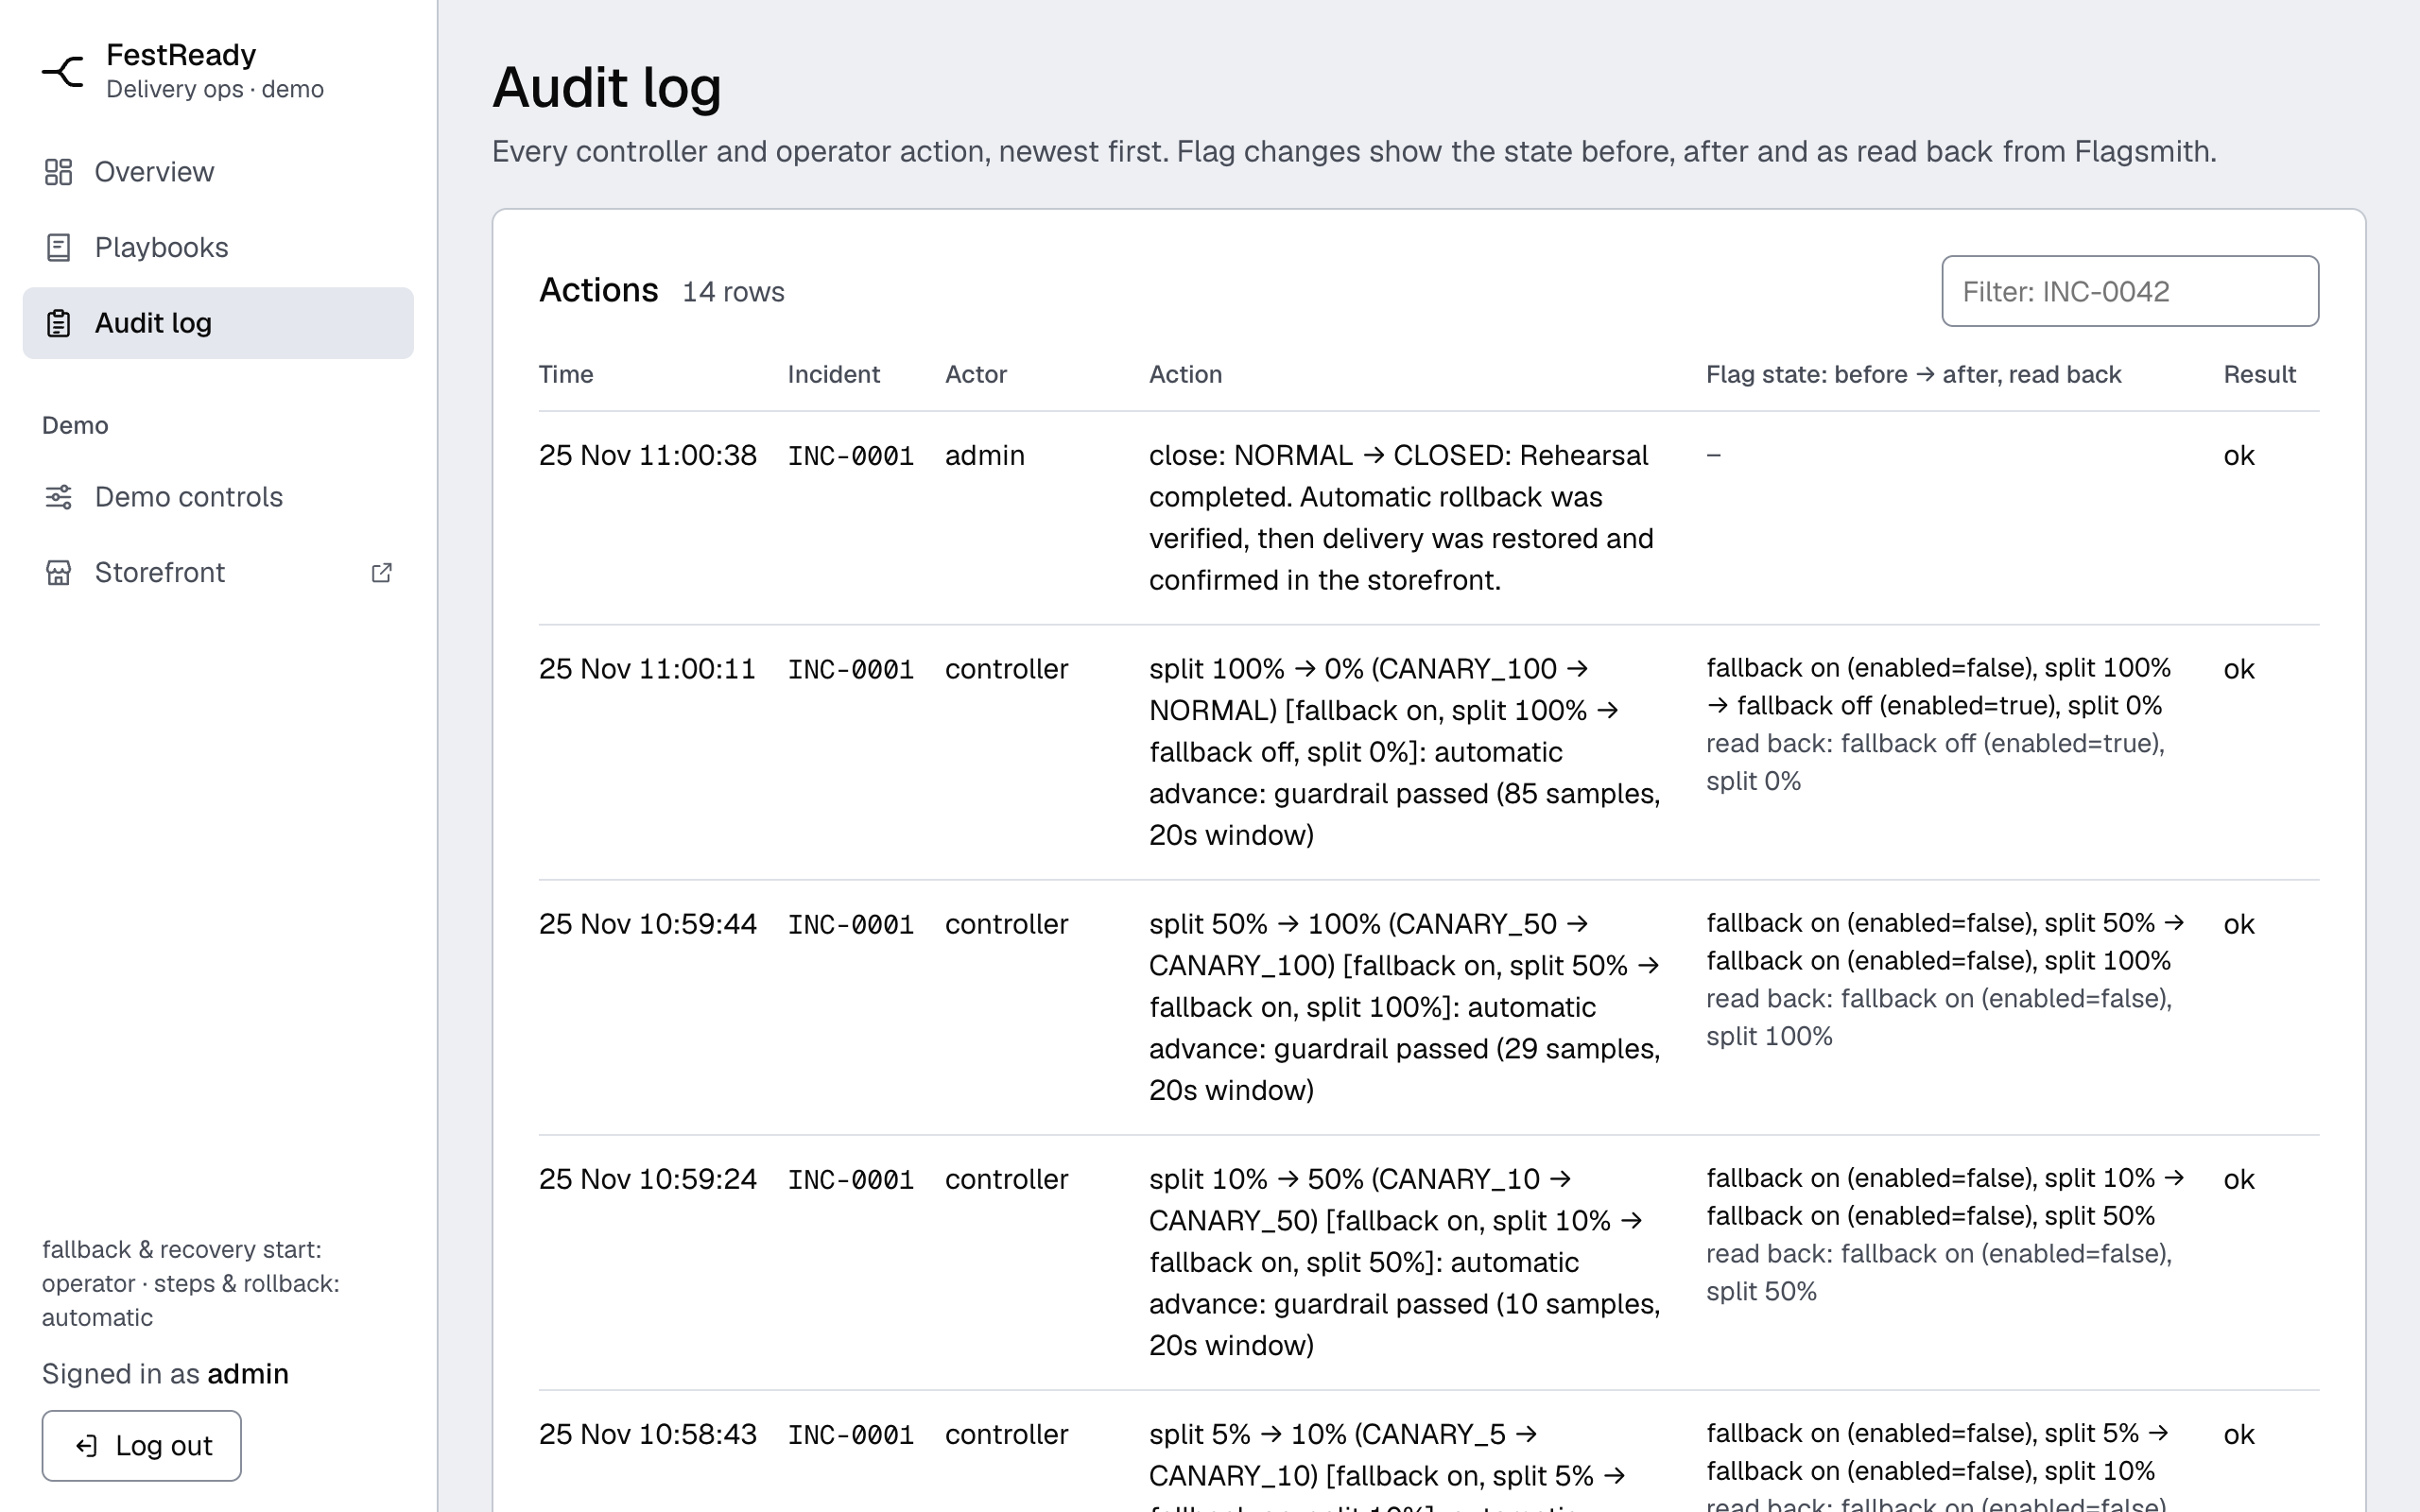 FestReady
Delivery ops · demo
Overview
Playbooks
Audit log
Demo
Demo controls
Storefront
fallback & recovery start:
operator · steps & rollback:
automatic
Signed in as admin
Log out
Audit log
Every controller and operator action, newest first. Flag changes show the state before, after and as read back from Flagsmith.
Actions 14 rows
Filter: INC-0042
Time Incident Actor Action Flag state: before → after, read back Result
25 Nov 11:00:38 INC-0001 admin
close: NORMAL → CLOSED: Rehearsal
completed. Automatic rollback was
verified, then delivery was restored and
confirmed in the storefront.
–
ok
25 Nov 11:00:11 INC-0001 controller
split 100% → 0% (CANARY_100 →
NORMAL) [fallback on, split 100% →
fallback off, split 0%]: automatic
advance: guardrail passed (85 samples,
20s window)
fallback on (enabled=false), split 100%
→ fallback off (enabled=true), split 0%
read back: fallback off (enabled=true),
split 0%
ok
25 Nov 10:59:44 INC-0001 controller
split 50% → 100% (CANARY_50 →
CANARY_100) [fallback on, split 50% →
fallback on, split 100%]: automatic
advance: guardrail passed (29 samples,
20s window)
fallback on (enabled=false), split 50% →
fallback on (enabled=false), split 100%
read back: fallback on (enabled=false),
split 100%
ok
25 Nov 10:59:24 INC-0001 controller
split 10% → 50% (CANARY_10 →
CANARY_50) [fallback on, split 10% →
fallback on, split 50%]: automatic
advance: guardrail passed (10 samples,
20s window)
fallback on (enabled=false), split 10% →
fallback on (enabled=false), split 50%
read back: fallback on (enabled=false),
split 50%
ok
25 Nov 10:58:43 INC-0001 controller
split 5% → 10% (CANARY_5 →
CANARY_10) [fallback on, split 5% →
fallback on (enabled=false), split 5% →
fallback on (enabled=false), split 10%
read back: fallback on (enabled=false)
ok